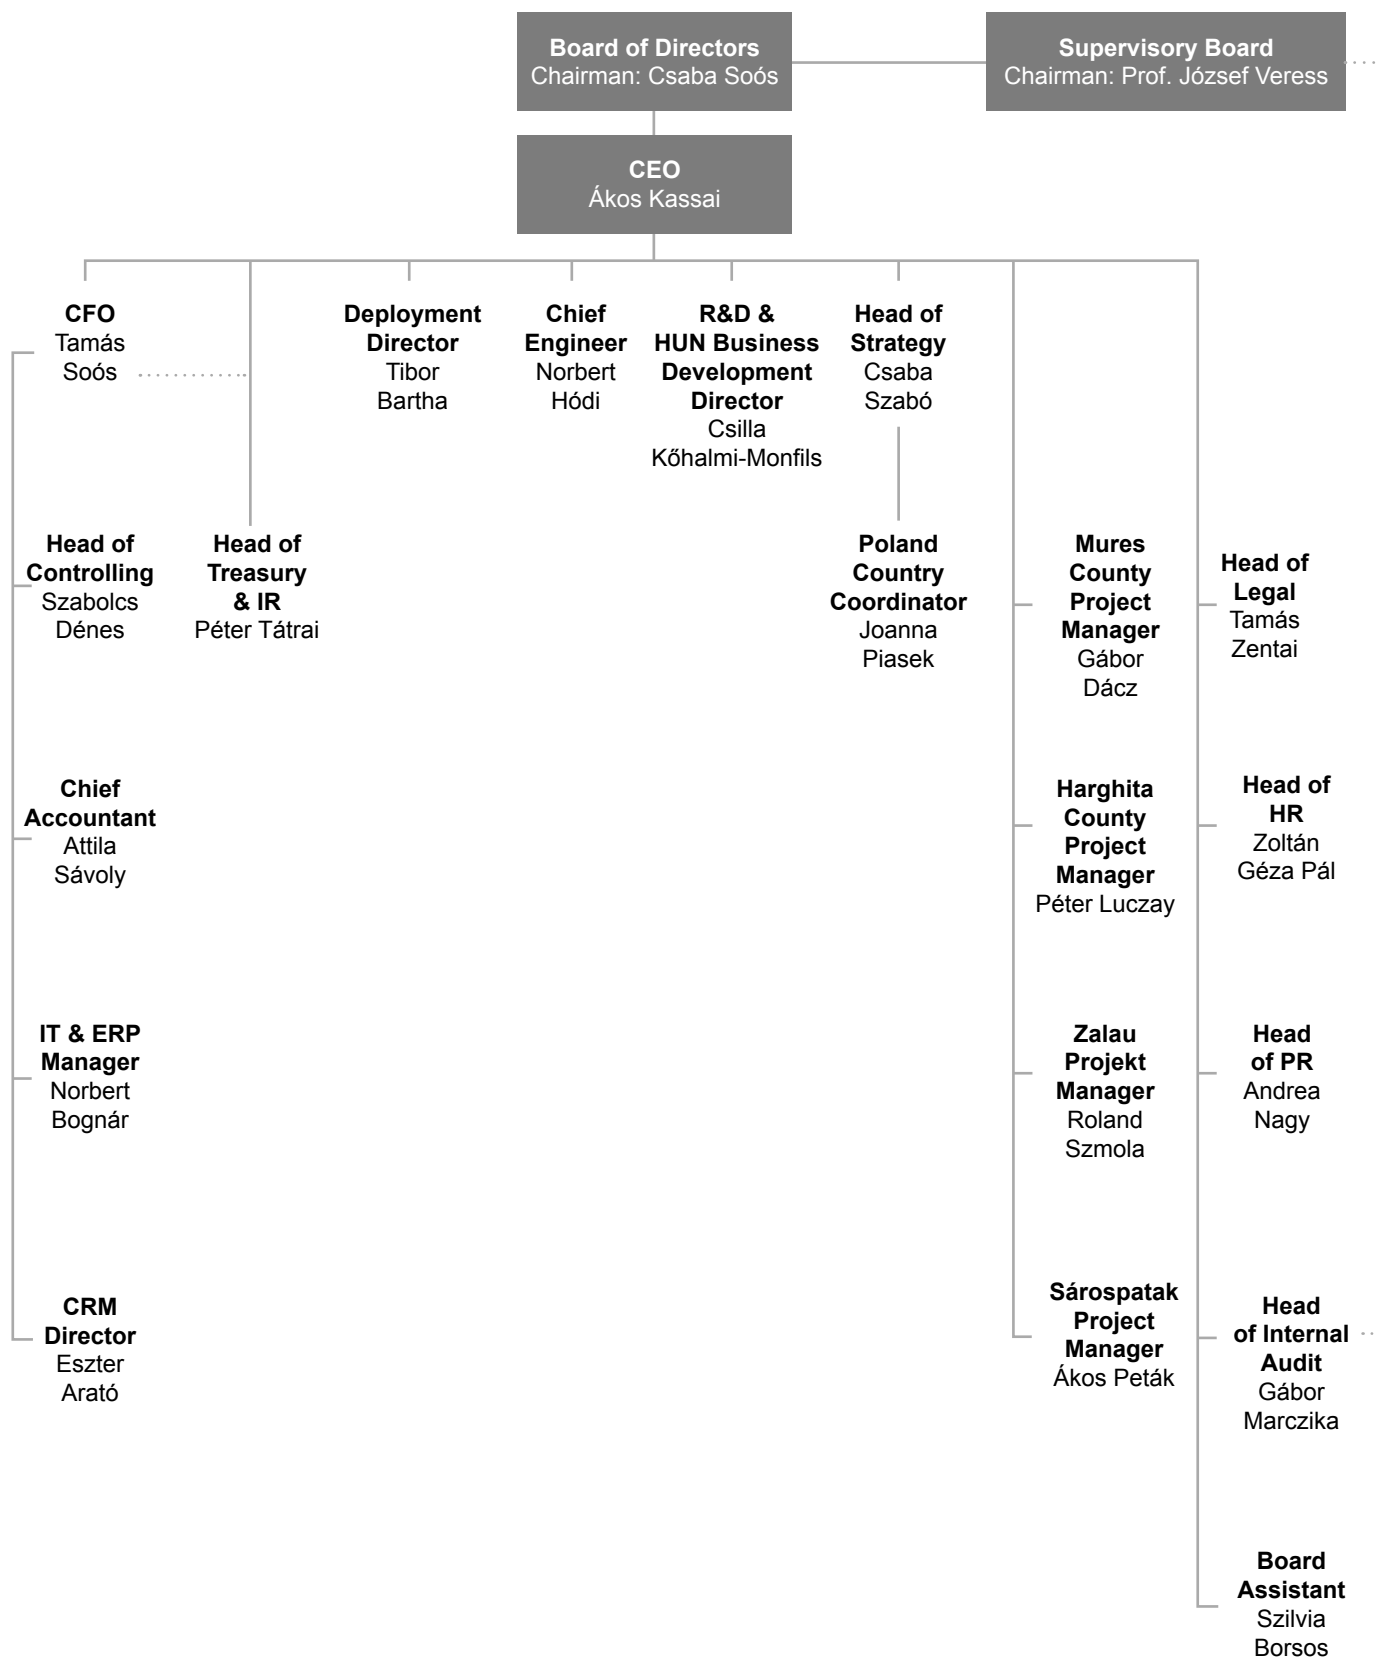 Board of Directors
Chairman: Csaba Soós
Supervisory Board
Chairman: Prof. József Veress
CEO
Ákos Kassai
CFO
Tamás
Soós
Deployment
Director
Tibor
Bartha
Chief
Engineer
Norbert
Hódi
R&D &
HUN Business
Development
Director
Csilla
Kőhalmi-Monfils
Head of
Strategy
Csaba
Szabó
Head of
Controlling
Szabolcs
Dénes
Head of
Treasury
& IR
Péter Tátrai
Poland
Country
Coordinator
Joanna
Piasek
Mures
County
Project
Manager
Gábor
Dácz
Head of
Legal
Tamás
Zentai
Chief
Accountant
Attila
Sávoly
Harghita
County
Project
Manager
Péter Luczay
Head of
HR
Zoltán
Géza Pál
IT & ERP
Manager
Norbert
Bognár
Zalau
Projekt
Manager
Roland
Szmola
Head
of PR
Andrea
Nagy
CRM
Director
Eszter
Arató
Sárospatak
Project
Manager
Ákos Peták
Head
of Internal
Audit
Gábor
Marczika
Board
Assistant
Szilvia
Borsos